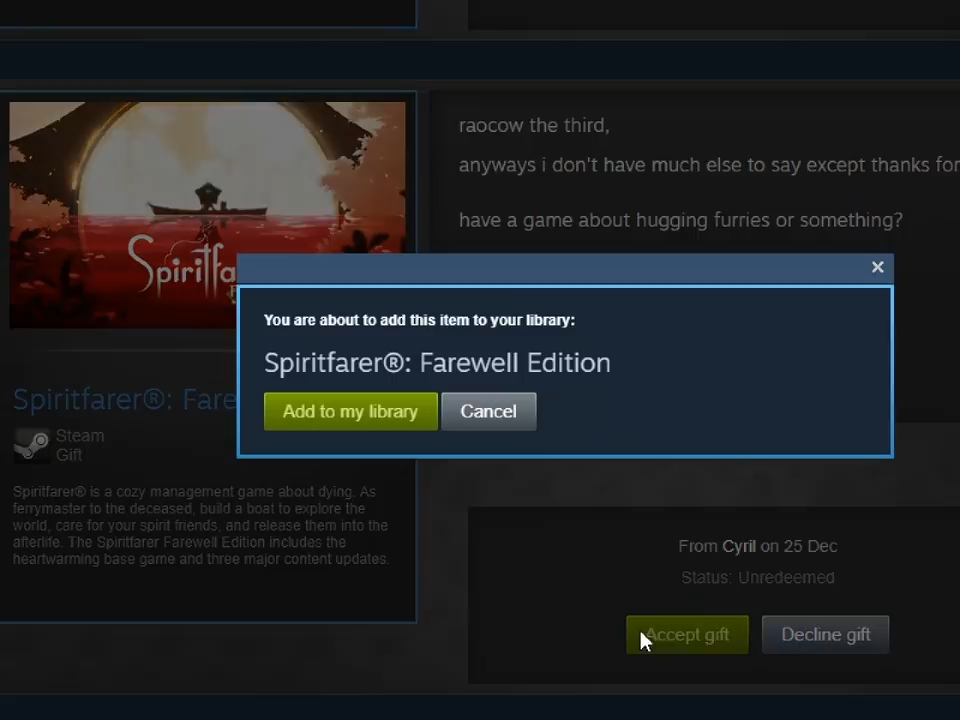 raocow the third,
anyways i don't have much else to say except thanks for
have a game about hugging furries or something?
Spiritfa
You are about to add this item to your library:
Spiritfarer®: Farewell Edition
Add to my library
Cancel
Spiritfarer®: Fare
Steam
Gift
Spiritfarer® is a cozy management game about dying. As
ferrymaster to the deceased, build a boat to explore the
world, care for your spirit friends, and release them into the
afterlife. The Spiritfarer Farewell Edition includes the
heartwarming base game and three major content updates.
From Cyril on 25 Dec
Status: Unredeemed
Accept gift
Decline gift